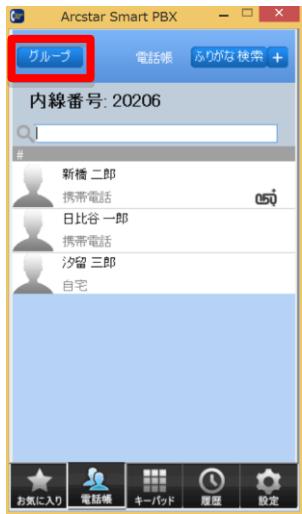 Arcstar Smart PBX
グループ 電話帳 ふりがな検索 +
内線番号: 20206
#
新橋 二郎
携帯電話
日比谷 一郎
携帯電話
汐留 三郎
自宅
お気に入り 電話帳 キーパッド 履歴 設定